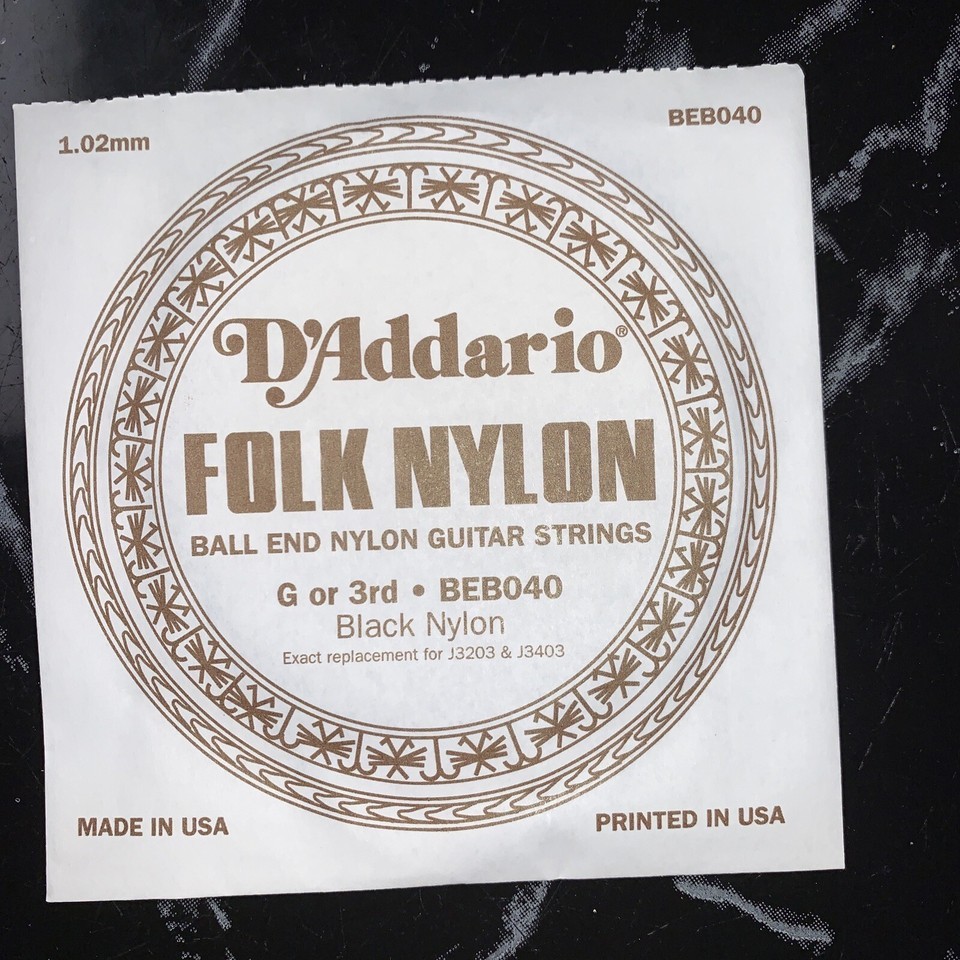 1.02mm
BEB040
D'Addario®
FOLK NYLON
BALL END NYLON GUITAR STRINGS
G or 3rd • BEB040
Black Nylon
Exact replacement for J3203 & J3403
MADE IN USA
PRINTED IN USA